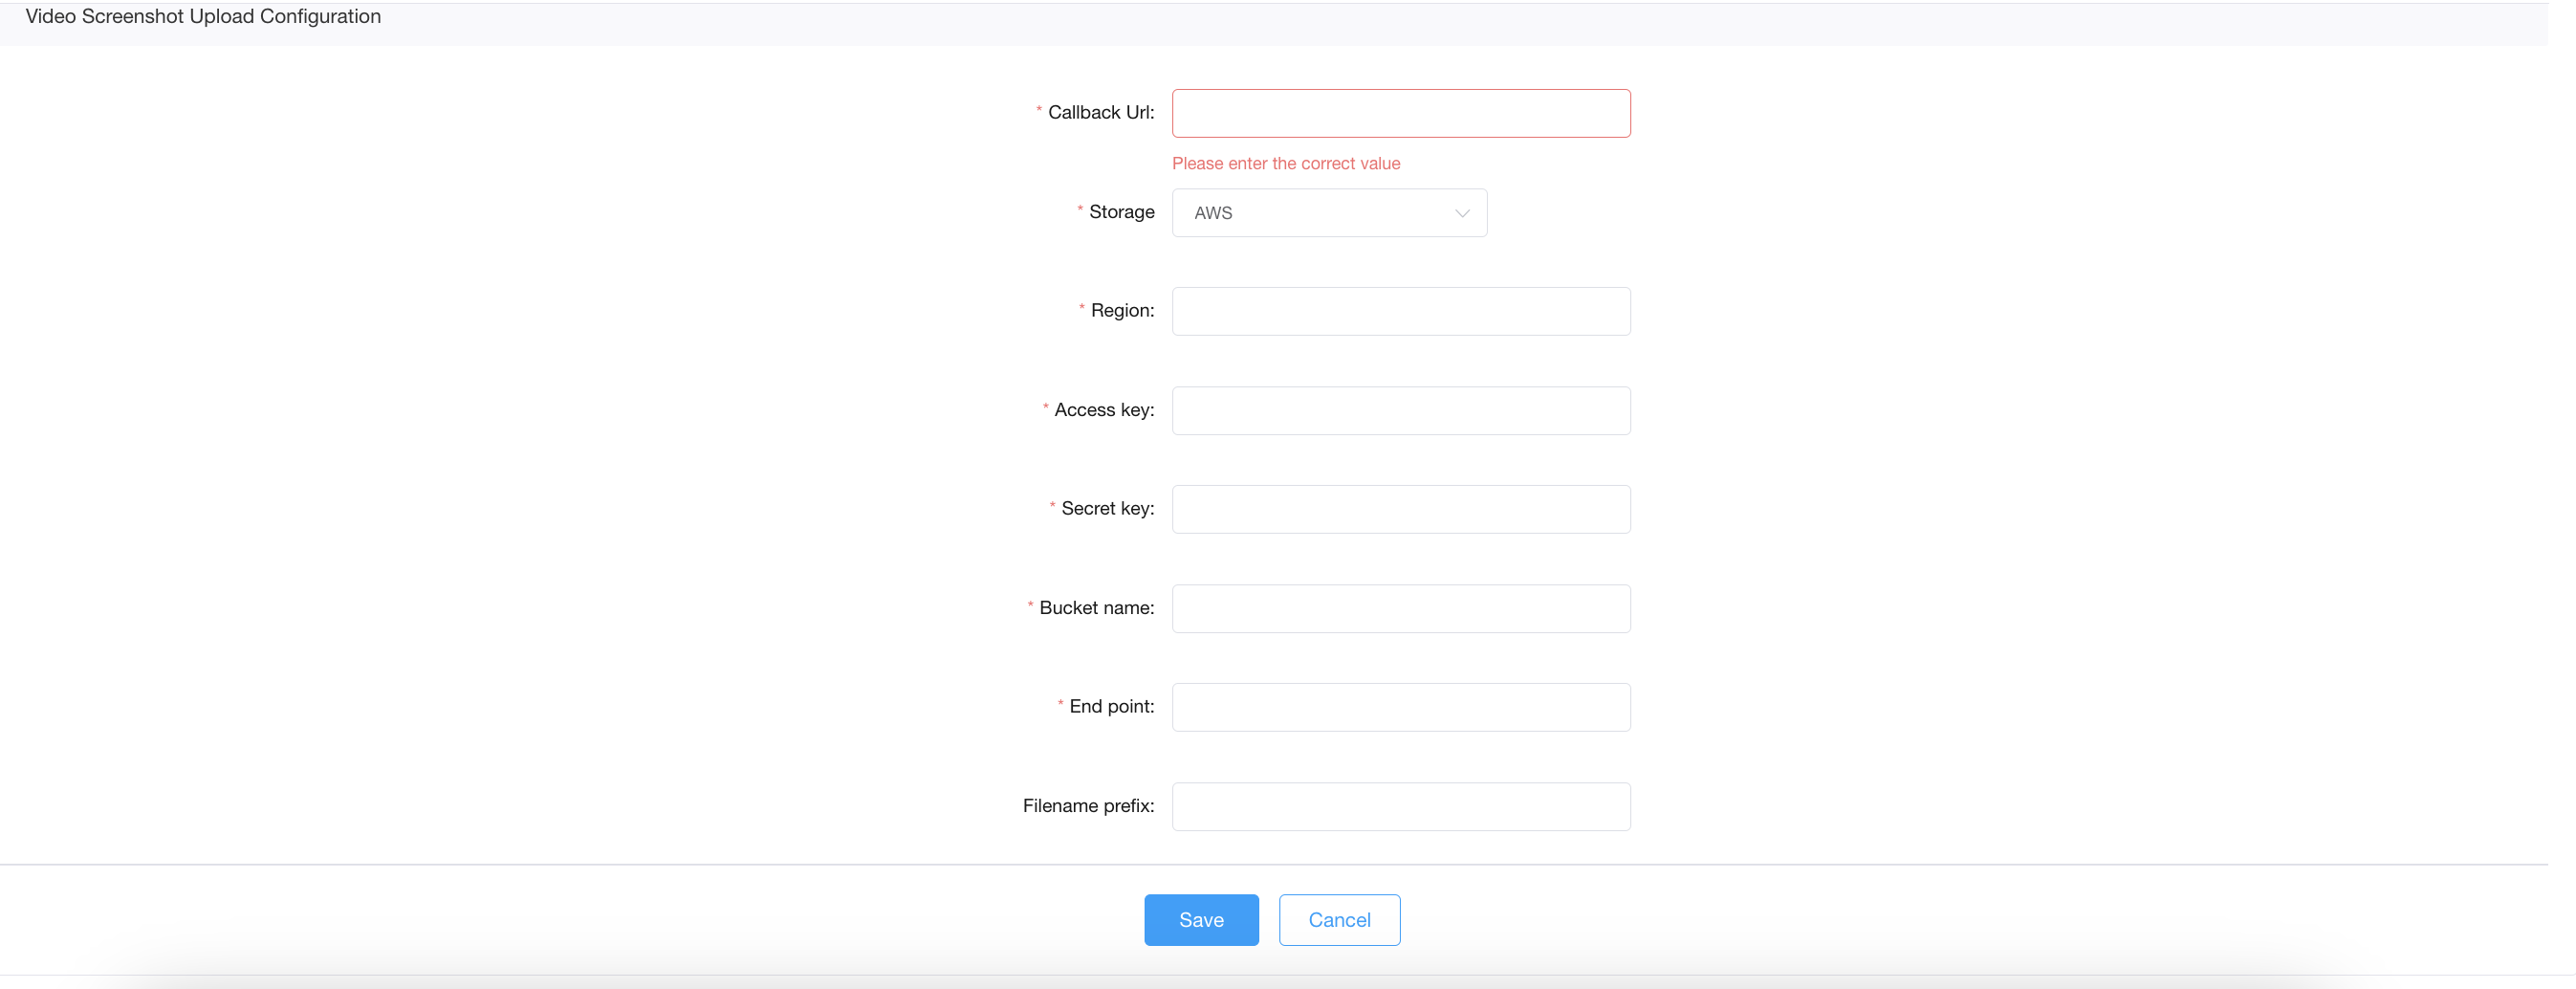 Video Screenshot Upload Configuration
* Callback Url:
Please enter the correct value
* Storage AWS
* Region:
* Access key:
* Secret key:
* Bucket name:
* End point:
Filename prefix:
Save Cancel